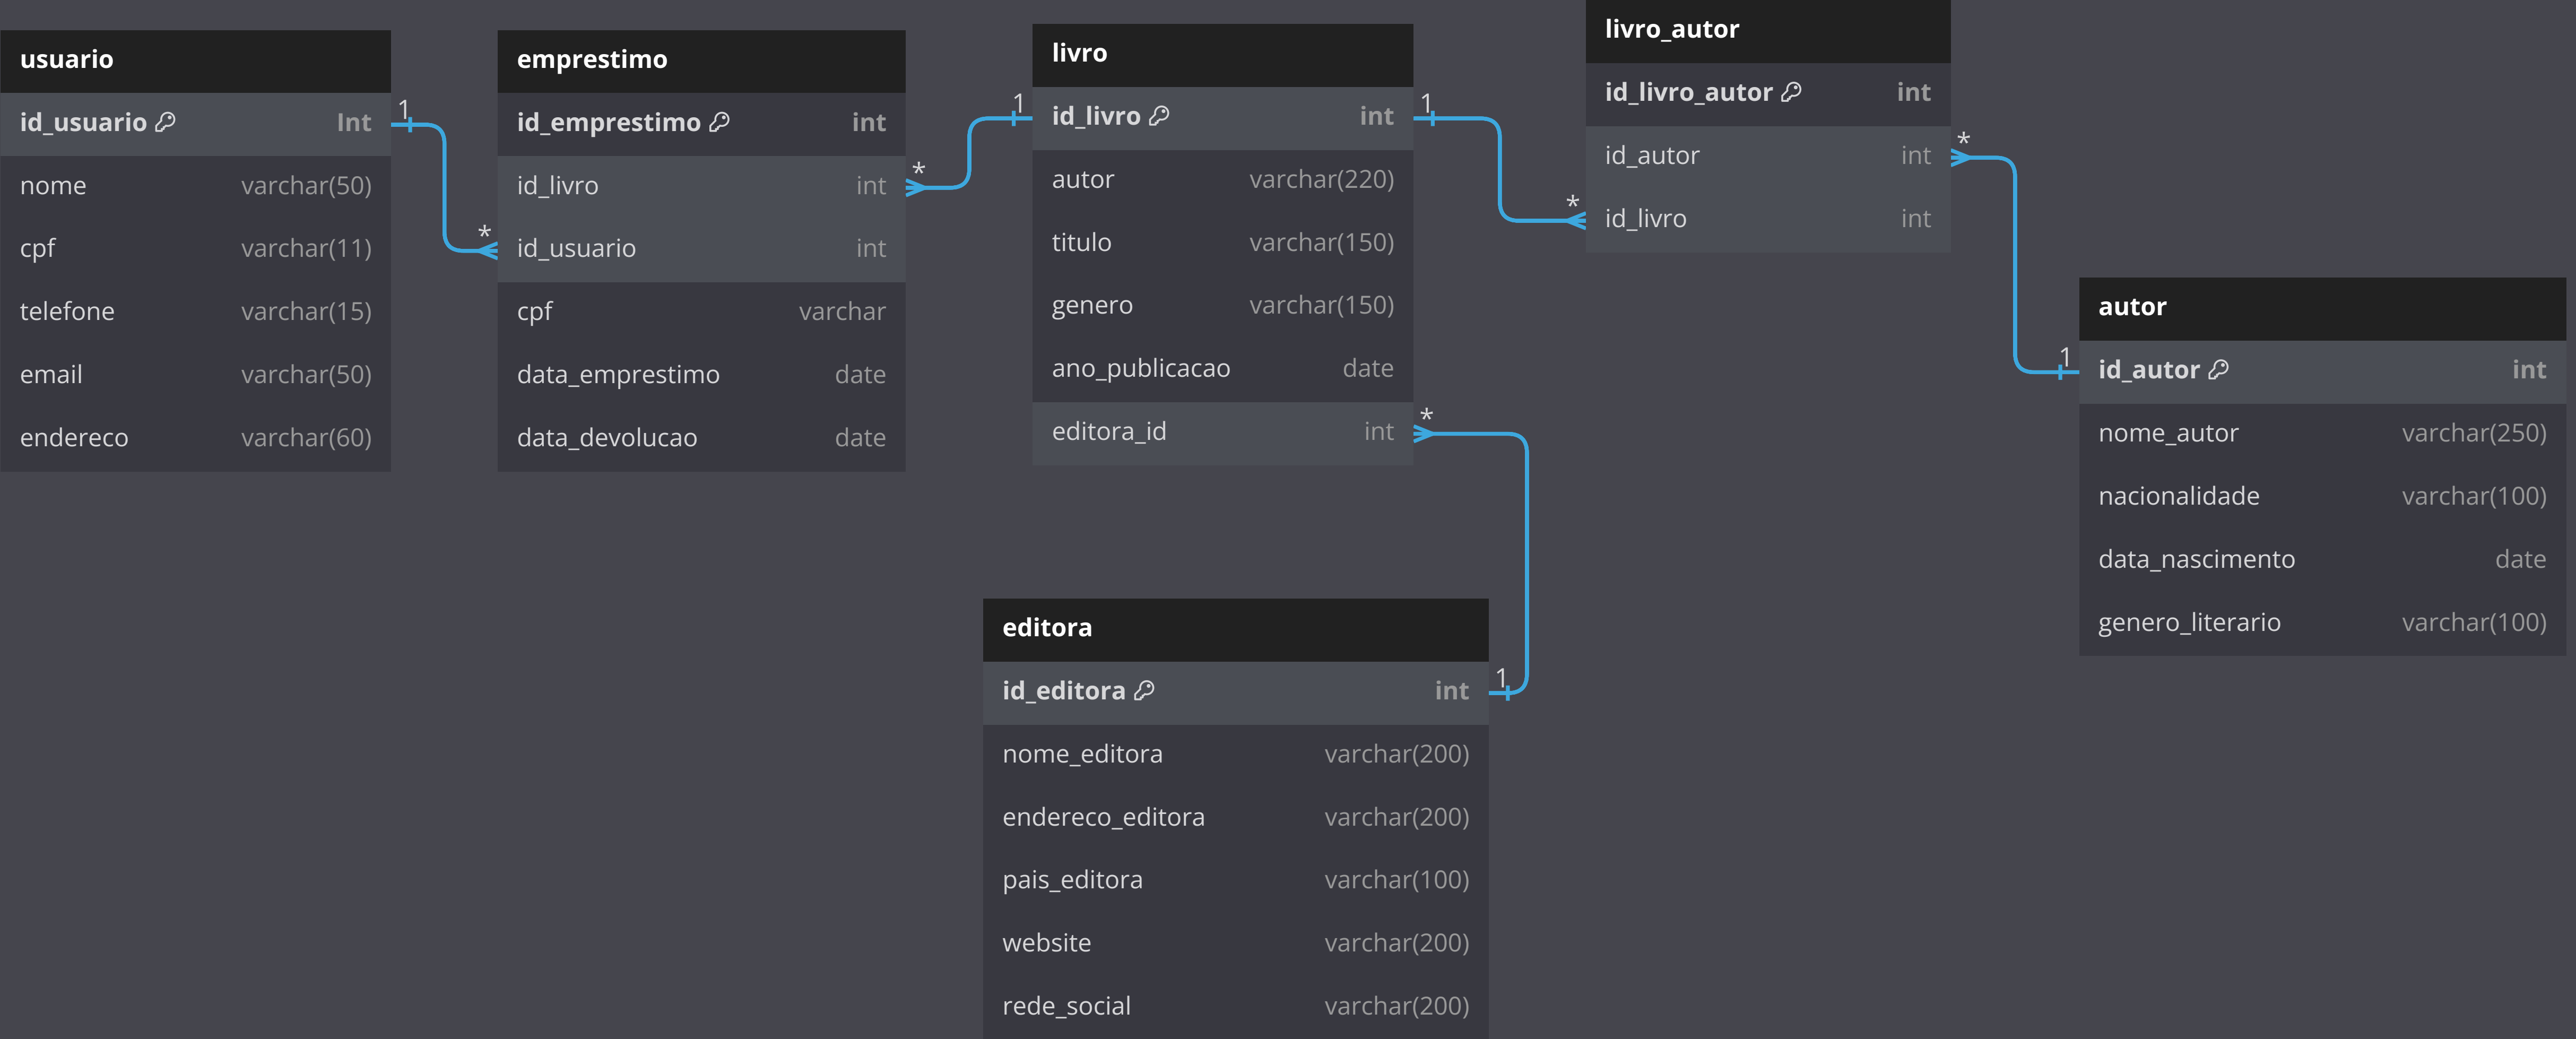 usuario
id_usuario Int
nome varchar(50)
cpf varchar(11)
telefone varchar(15)
email varchar(50)
endereco varchar(60)
1
*
emprestimo
id_emprestimo int
id_livro int
id_usuario int
cpf varchar
data_emprestimo date
data_devolucao date
*
1
livro
id_livro int
autor varchar(220)
titulo varchar(150)
genero varchar(150)
ano_publicacao date
editora_id int
1
*
*
1
livro_autor
id_livro_autor int
id_autor int
id_livro int
*
1
autor
id_autor int
nome_autor varchar(250)
nacionalidade varchar(100)
data_nascimento date
genero_literario varchar(100)
editora
id_editora int
nome_editora varchar(200)
endereco_editora varchar(200)
pais_editora varchar(100)
website varchar(200)
rede_social varchar(200)